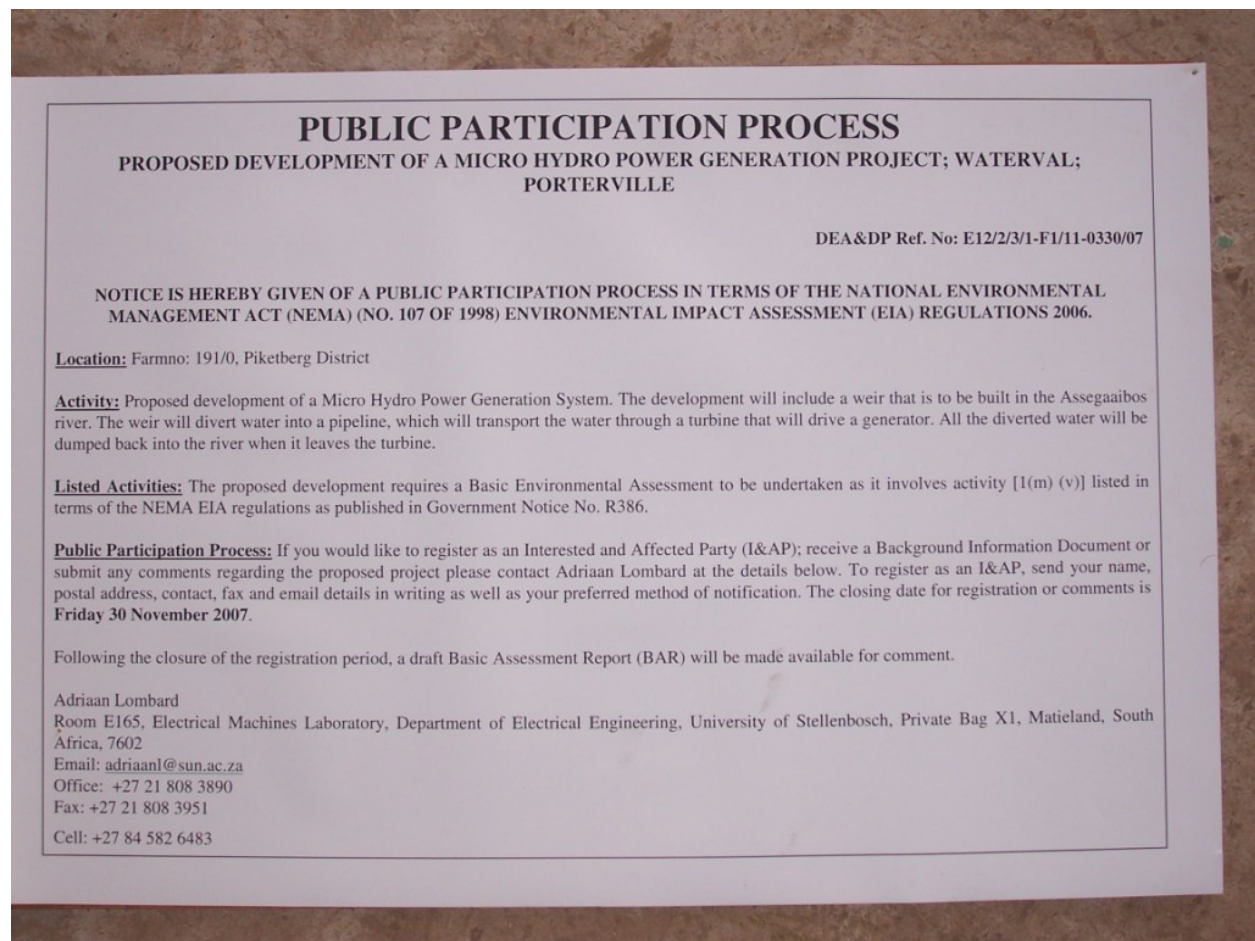 PUBLIC PARTICIPATION PROCESS
PROPOSED DEVELOPMENT OF A MICRO HYDRO POWER GENERATION PROJECT; WATERVAL;
PORTERVILLE
DEA&DP Ref. No: E12/2/3/1-F1/11-0330/07
NOTICE IS HEREBY GIVEN OF A PUBLIC PARTICIPATION PROCESS IN TERMS OF THE NATIONAL ENVIRONMENTAL
MANAGEMENT ACT (NEMA) (NO. 107 OF 1998) ENVIRONMENTAL IMPACT ASSESSMENT (EIA) REGULATIONS 2006.
Location: Farmno: 191/0, Piketberg District
Activity: Proposed development of a Micro Hydro Power Generation System. The development will include a weir that is to be built in the Assegaaibos
river. The weir will divert water into a pipeline, which will transport the water through a turbine that will drive a generator. All the diverted water will be
dumped back into the river when it leaves the turbine.
Listed Activities: The proposed development requires a Basic Environmental Assessment to be undertaken as it involves activity [1(m) (v)] listed in
terms of the NEMA EIA regulations as published in Government Notice No. R386.
Public Participation Process: If you would like to register as an Interested and Affected Party (I&AP); receive a Background Information Document or
submit any comments regarding the proposed project please contact Adriaan Lombard at the details below. To register as an I&AP, send your name,
postal address, contact, fax and email details in writing as well as your preferred method of notification. The closing date for registration or comments is
Friday 30 November 2007.
Following the closure of the registration period, a draft Basic Assessment Report (BAR) will be made available for comment.
Adriaan Lombard
Room E165, Electrical Machines Laboratory, Department of Electrical Engineering, University of Stellenbosch, Private Bag X1, Matieland, South
Africa, 7602
Email: adriaanl@sun.ac.za
Office: +27 21 808 3890
Fax: +27 21 808 3951
Cell: +27 84 582 6483